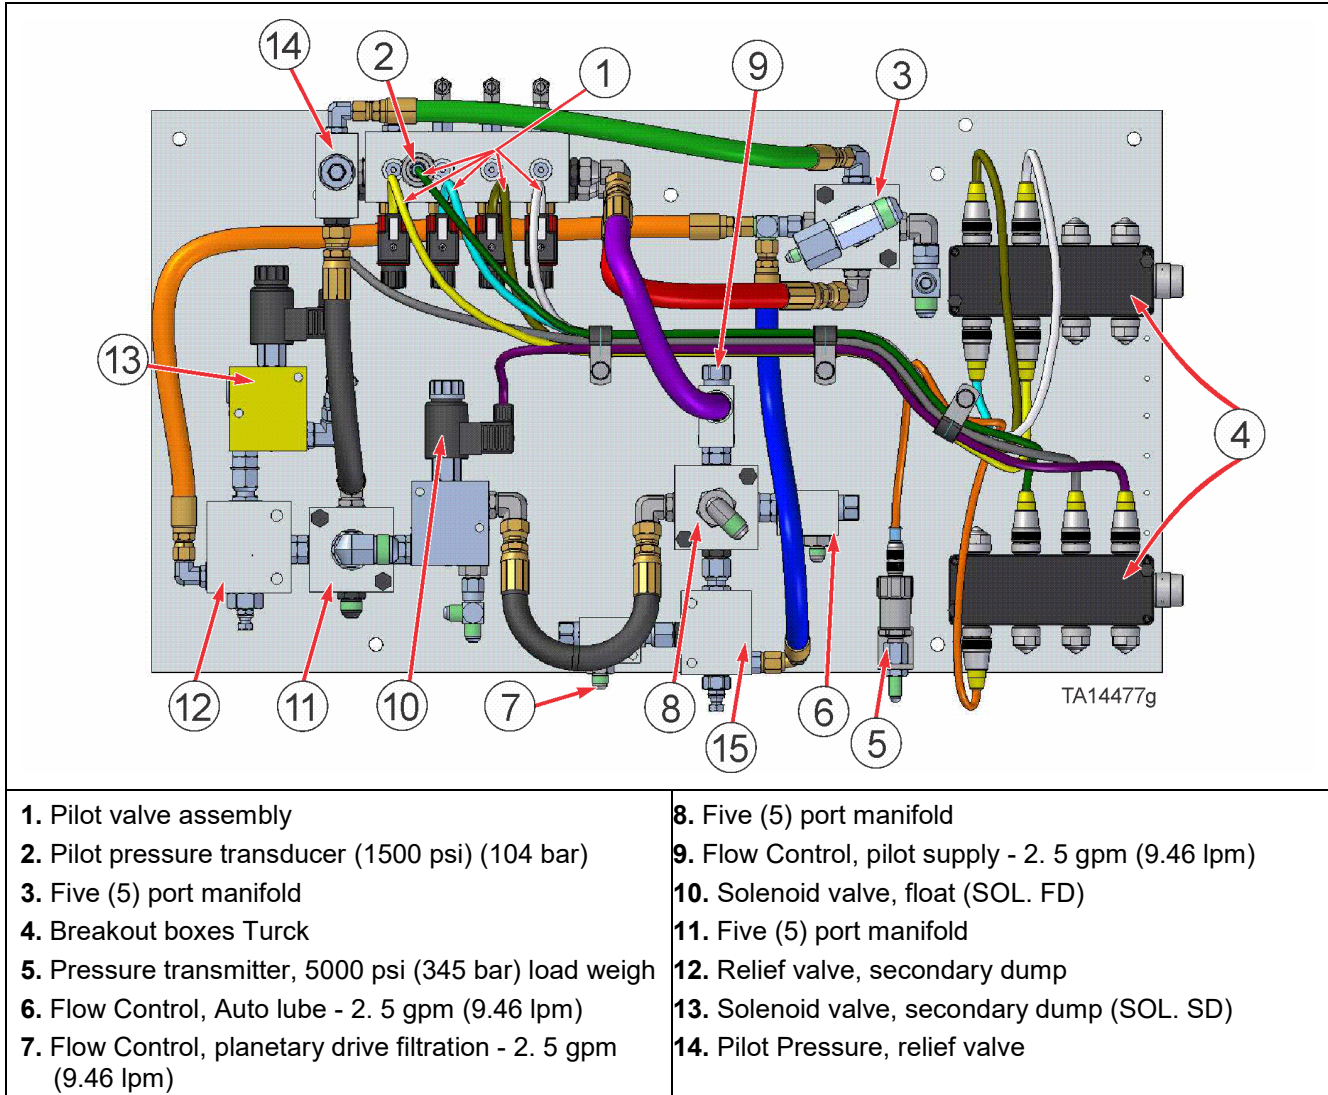 14
2
1
9
3
13
4
10
12
11
7
8
15
6
5
TA14477g
1. Pilot valve assembly
2. Pilot pressure transducer (1500 psi) (104 bar)
3. Five (5) port manifold
4. Breakout boxes Turck
5. Pressure transmitter, 5000 psi (345 bar) load weigh
6. Flow Control, Auto lube - 2. 5 gpm (9.46 lpm)
7. Flow Control, planetary drive filtration - 2. 5 gpm
(9.46 lpm)
8. Five (5) port manifold
9. Flow Control, pilot supply - 2. 5 gpm (9.46 lpm)
10. Solenoid valve, float (SOL. FD)
11. Five (5) port manifold
12. Relief valve, secondary dump
13. Solenoid valve, secondary dump (SOL. SD)
14. Pilot Pressure, relief valve